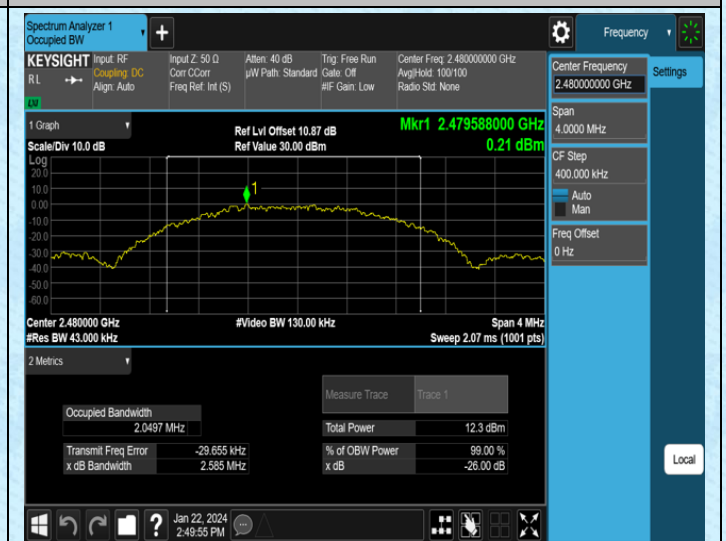 Spectrum Analyzer 1
Occupied BW
Frequency
KEYSIGHT
RL
LXI
Input: RF
Coupling: DC
Align: Auto
Input Z: 50 Ω
Corr CCorr
Freq Ref: Int (S)
Atten: 40 dB
µW Path: Standard
Trig: Free Run
Gate: Off
#IF Gain: Low
Center Freq: 2.480000000 GHz
Avg|Hold: 100/100
Radio Std: None
Center Frequency
2.480000000 GHz
Settings
Span
4.0000 MHz
CF Step
400.000 kHz
Auto
Man
Freq Offset
0 Hz
1 Graph
Scale/Div 10.0 dB
Ref Lvl Offset 10.87 dB
Ref Value 30.00 dBm
Mkr1 2.479588000 GHz
0.21 dBm
Log
20.0
10.0
0.00
-10.0
-20.0
-30.0
-40.0
-50.0
-60.0
1
Center 2.480000 GHz
#Res BW 43.000 kHz
#Video BW 130.00 kHz
Span 4 MHz
Sweep 2.07 ms (1001 pts)
2 Metrics
Measure Trace
Trace 1
Occupied Bandwidth
2.0497 MHz
Total Power
12.3 dBm
Transmit Freq Error
-29.655 kHz
% of OBW Power
99.00 %
x dB Bandwidth
2.585 MHz
x dB
-26.00 dB
Local
?
Jan 22, 2024
2:49:55 PM